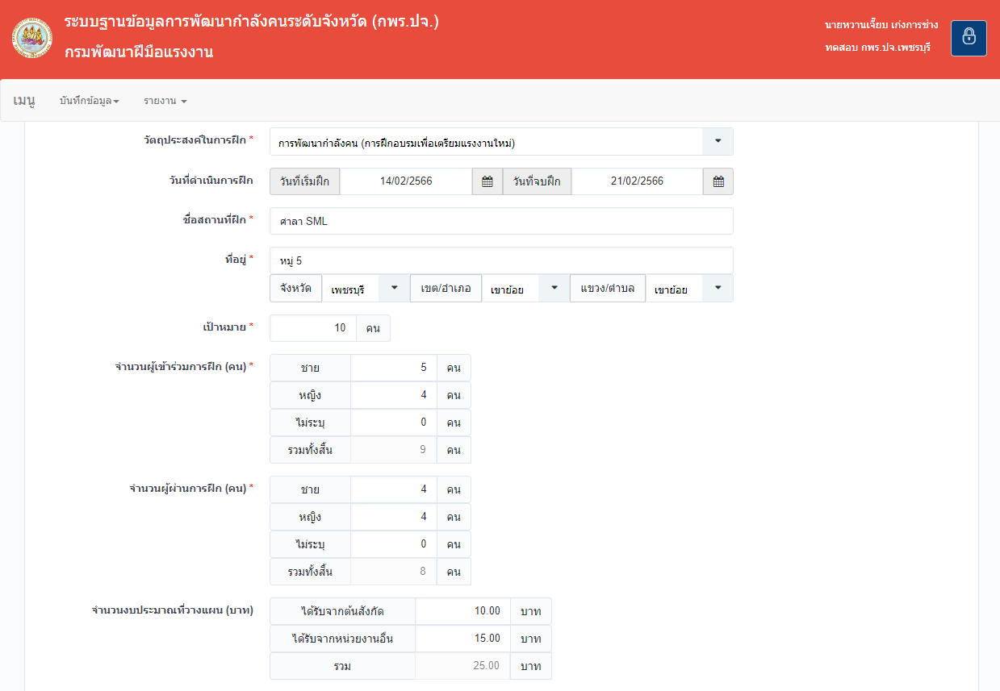 ระบบฐานข้อมูลการพัฒนากำลังคนระดับจังหวัด (กพร.ปจ.)
กรมพัฒนาฝีมือแรงงาน
นายหวานเจี๊ยบ เก่งการช่าง
ทดสอบ กพร.ปจ.เพชรบุรี
เมนู บันทึกข้อมูล รายงาน
วัตถุประสงค์ในการฝึก * การพัฒนากำลังคน (การฝึกอบรมเพื่อเตรียมแรงงานใหม่)
วันที่ดำเนินการฝึก วันที่เริ่มฝึก 14/02/2566 วันที่จบฝึก 21/02/2566
ชื่อสถานที่ฝึก * ศาลา SML
ที่อยู่ * หมู่ 5
จังหวัด เพชรบุรี เขต/อำเภอ เขาย้อย แขวง/ตำบล เขาย้อย
เป้าหมาย * 10 คน
จำนวนผู้เข้าร่วมการฝึก (คน) * ชาย 5 คน
หญิง 4 คน
ไม่ระบุ 0 คน
รวมทั้งสิ้น 9 คน
จำนวนผู้ผ่านการฝึก (คน) * ชาย 4 คน
หญิง 4 คน
ไม่ระบุ 0 คน
รวมทั้งสิ้น 8 คน
จำนวนงบประมาณที่วางแผน (บาท) ได้รับจากต้นสังกัด 10.00 บาท
ได้รับจากหน่วยงานอื่น 15.00 บาท
รวม 25.00 บาท